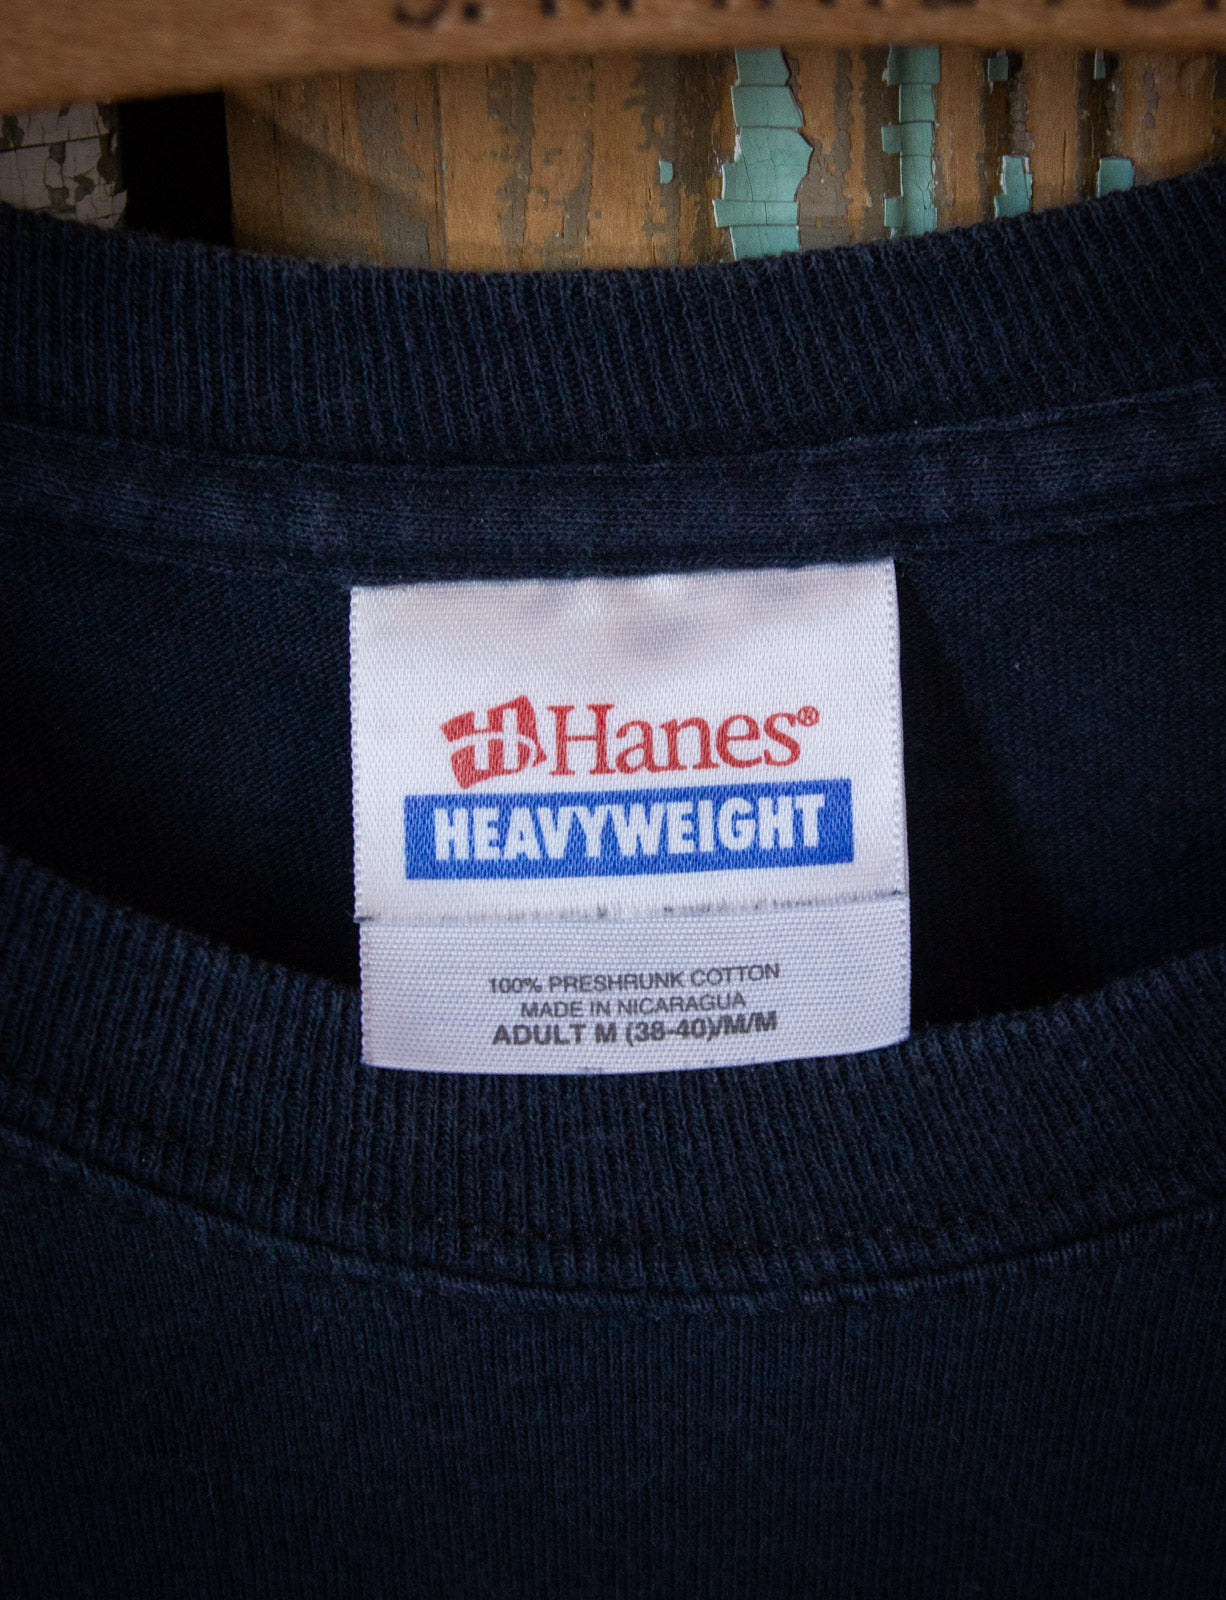 Hanes®
HEAVYWEIGHT
100% PRESHRUNK COTTON
MADE IN NICARAGUA
ADULT M (38-40)/M/M